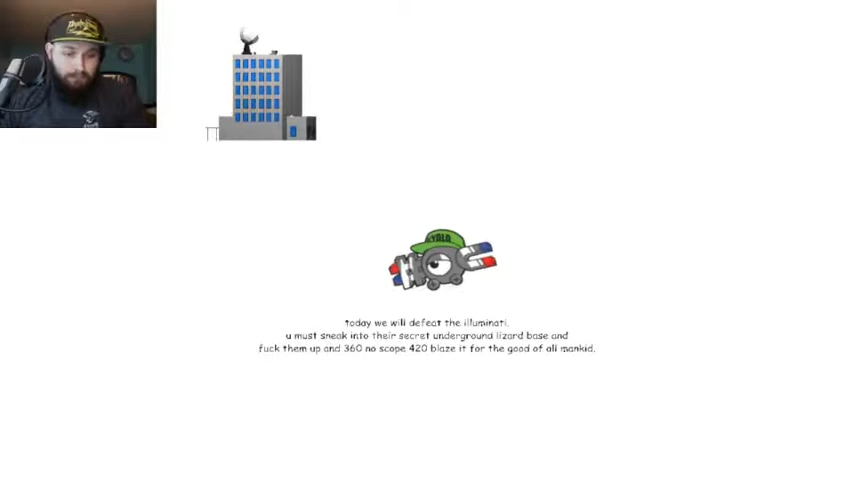 YOLO
today we will defeat the illuminati.
u must sneak into their secret underground lizard base and
fuck them up and 360 no scope 420 blaze it for the good of all mankid.